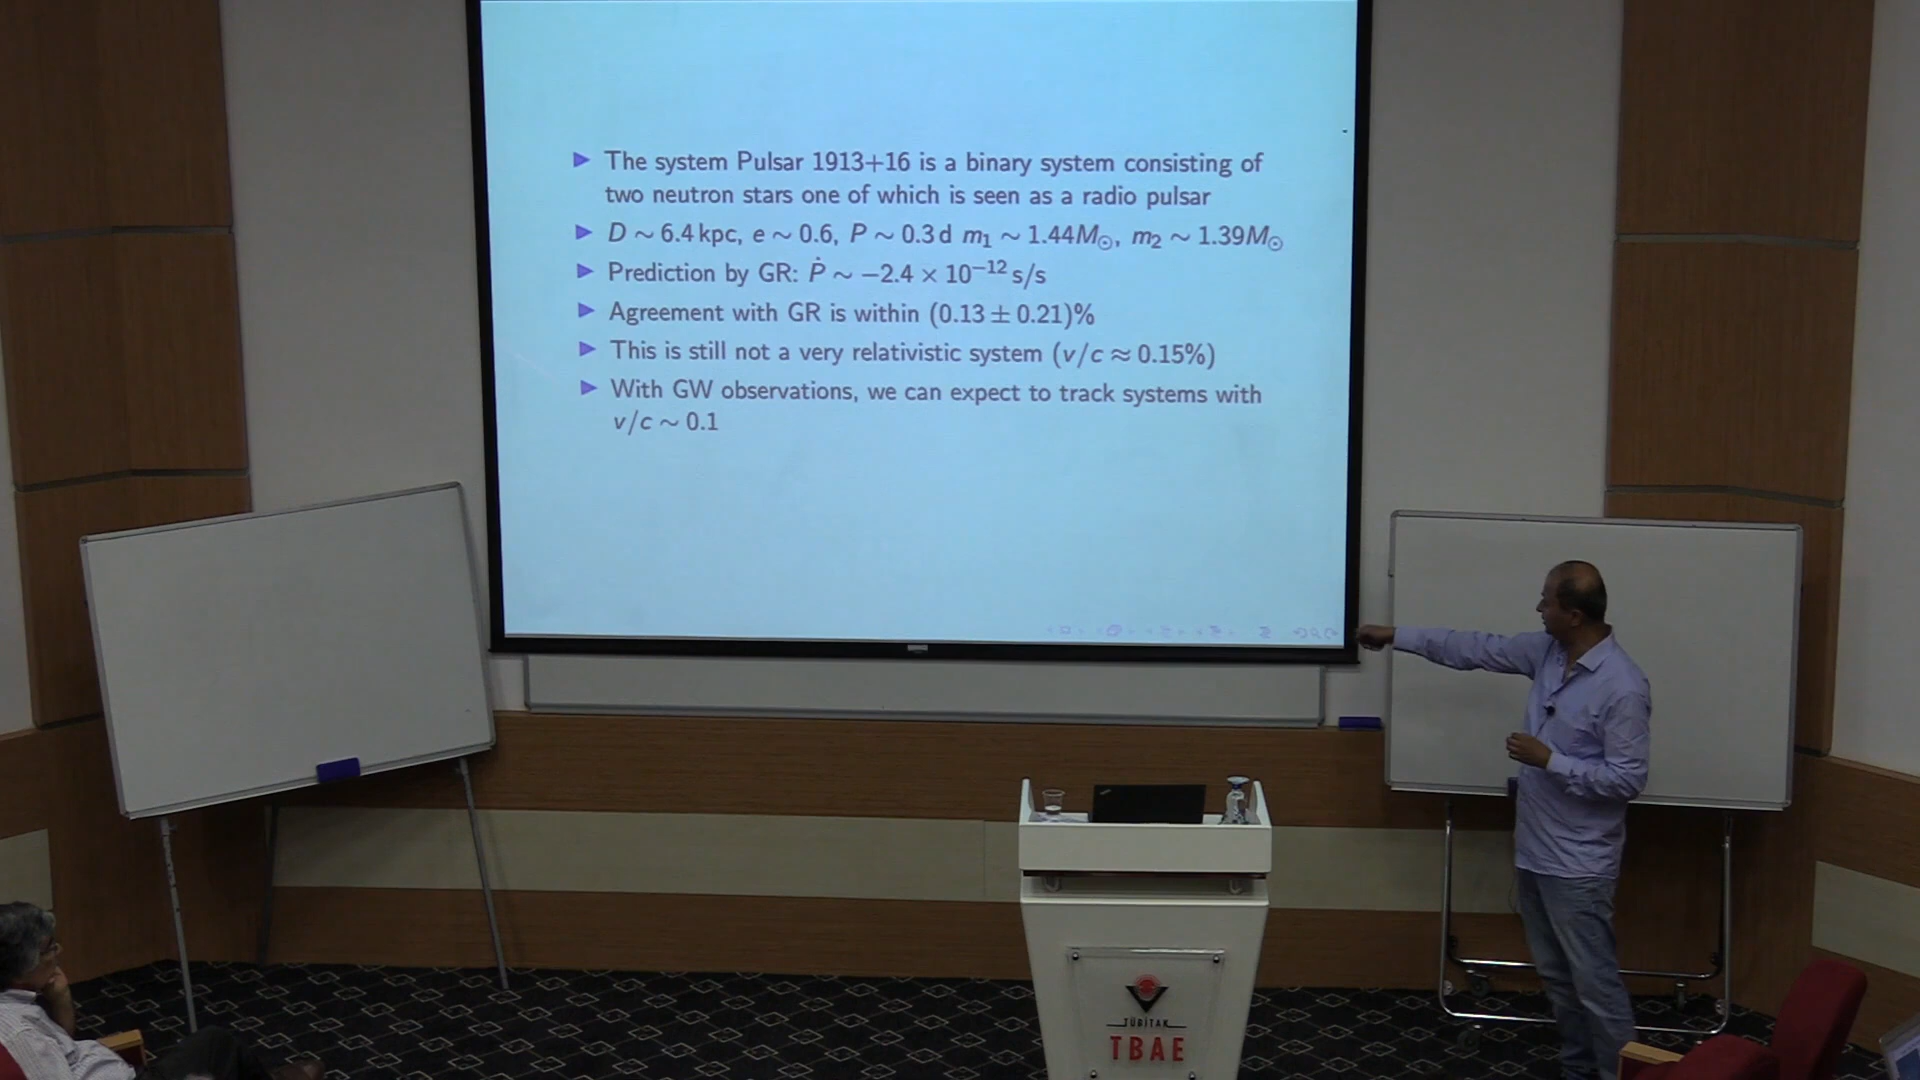 ▶ The system Pulsar 1913+16 is a binary system consisting of
two neutron stars one of which is seen as a radio pulsar
▶ D ∼ 6.4 kpc, e ∼ 0.6, P ∼ 0.3 d m₁ ∼ 1.44M⊙, m₂ ∼ 1.39M⊙
▶ Prediction by GR: Ṗ ∼ −2.4 × 10⁻¹² s/s
▶ Agreement with GR is within (0.13 ± 0.21)%
▶ This is still not a very relativistic system (v/c ≈ 0.15%)
▶ With GW observations, we can expect to track systems with
v/c ∼ 0.1
TÜBİTAK
TBAE